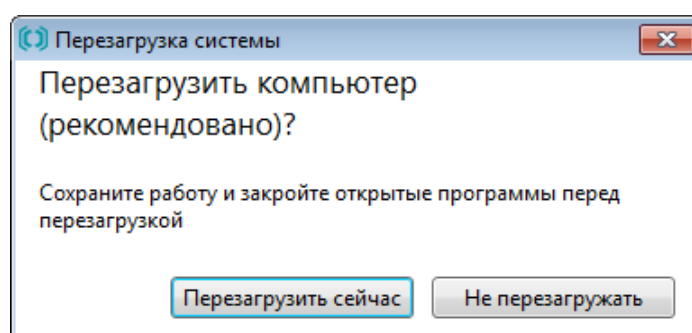 Перезагрузка системы
Перезагрузить компьютер
(рекомендовано)?
Сохраните работу и закройте открытые программы перед
перезагрузкой
Перезагрузить сейчас
Не перезагружать